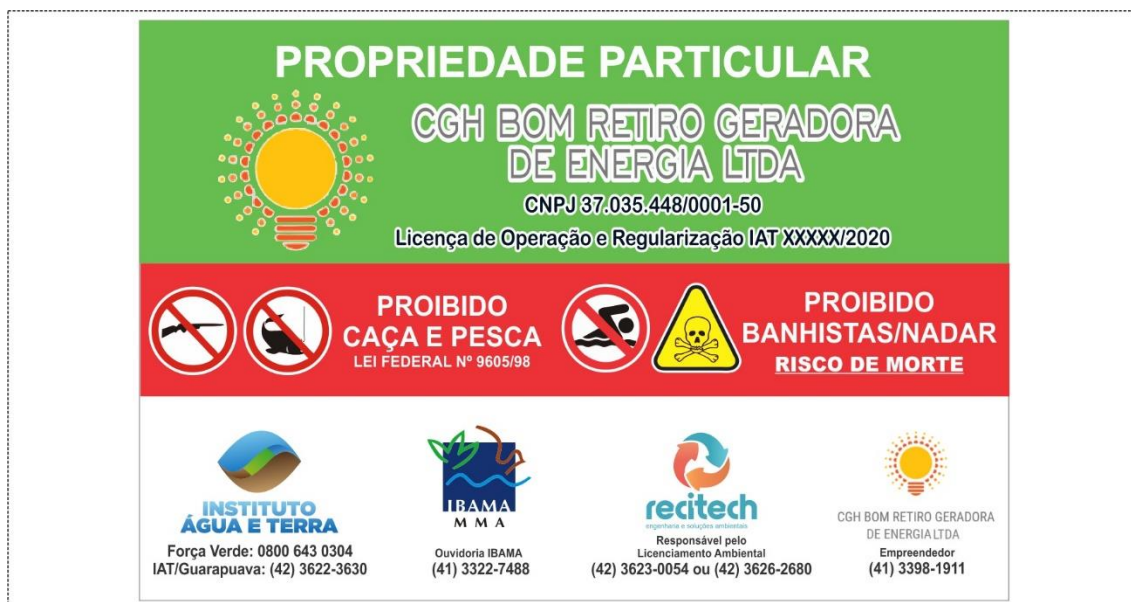 PROPRIEDADE PARTICULAR
CGH BOM RETIRO GERADORA
DE ENERGIA LTDA
CNPJ 37.035.448/0001-50
Licença de Operação e Regularização IAT XXXXX/2020
PROIBIDO
CAÇA E PESCA
LEI FEDERAL Nº 9605/98
PROIBIDO
BANHISTAS/NADAR
RISCO DE MORTE
INSTITUTO
ÁGUA E TERRA
Força Verde: 0800 643 0304
IAT/Guarapuava: (42) 3622-3630
IBAMA
MMA
Ouvidoria IBAMA
(41) 3322-7488
recitech
engenharia e soluções ambientais
Responsável pelo
Licenciamento Ambiental
(42) 3623-0054 ou (42) 3626-2680
CGH BOM RETIRO GERADORA
DE ENERGIA LTDA
Empreendedor
(41) 3398-1911